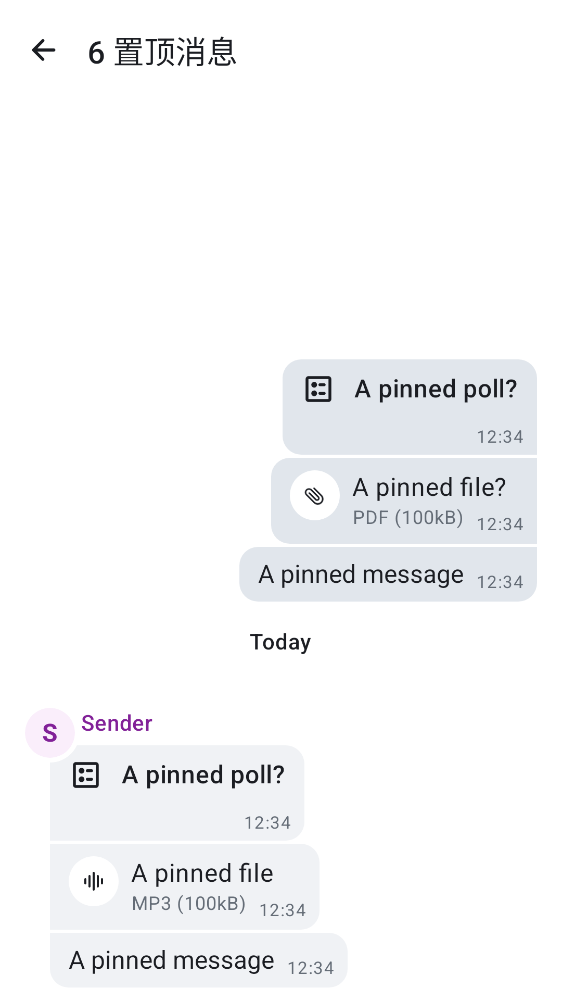 6 置顶消息
A pinned poll?
12:34
A pinned file?
PDF (100kB) 12:34
A pinned message 12:34
Today
S Sender
A pinned poll?
12:34
A pinned file
MP3 (100kB) 12:34
A pinned message 12:34